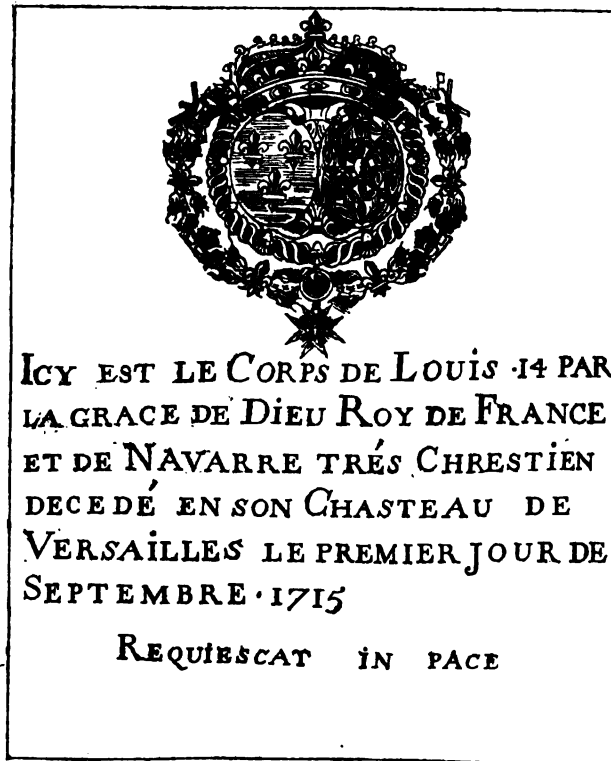 ICY EST LE CORPS DE LOUIS ·14 PAR
LA GRACE DE DIEU ROY DE FRANCE
ET DE NAVARRE TRÉS CHRESTIEN
DECEDÉ EN SON CHASTEAU DE
VERSAILLES LE PREMIER JOUR DE
SEPTEMBRE · 1715
REQUIESCAT IN PACE